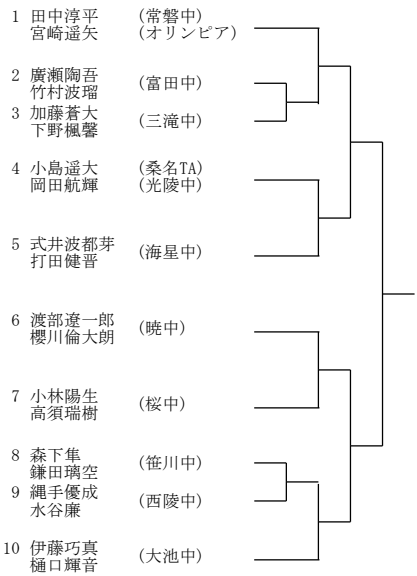 1 田中淳平 (常磐中)
宮崎遥矢 (オリンピア)
2 廣瀬陶吾
竹村波瑠 (富田中)
3 加藤蒼大
下野楓馨 (三滝中)
4 小島遥大 (桑名TA)
岡田航輝 (光陵中)
5 式井波都芽
打田健晋 (海星中)
6 渡部遼一郎
櫻川倫大朗 (暁中)
7 小林陽生
高須瑞樹 (桜中)
8 森下隼
鎌田璃空 (笹川中)
9 縄手優成
水谷廉 (西陵中)
10 伊藤巧真
樋口輝音 (大池中)